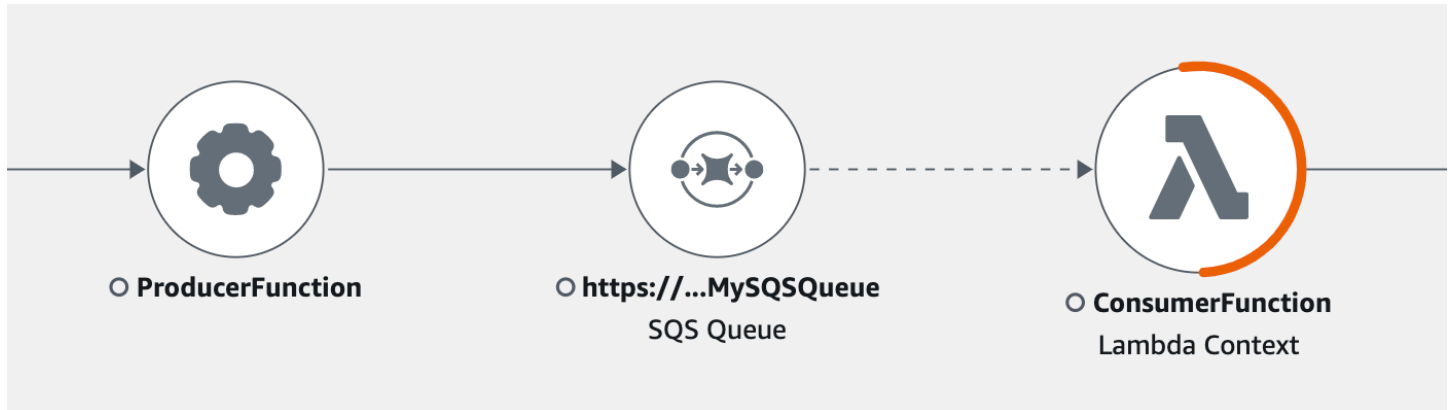 ProducerFunction
https://...MySQSQueue
SQS Queue
ConsumerFunction
Lambda Context